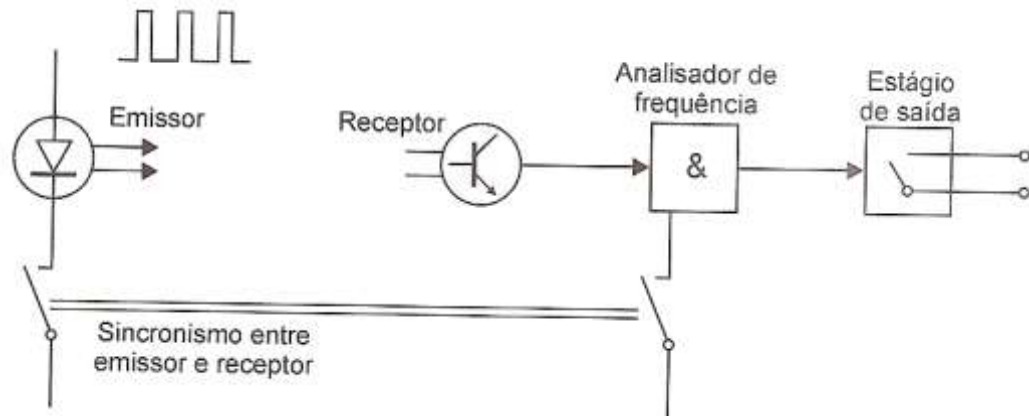 Emissor
Receptor
Analisador de
frequência
&
Estágio
de saída
Sincronismo entre
emissor e receptor